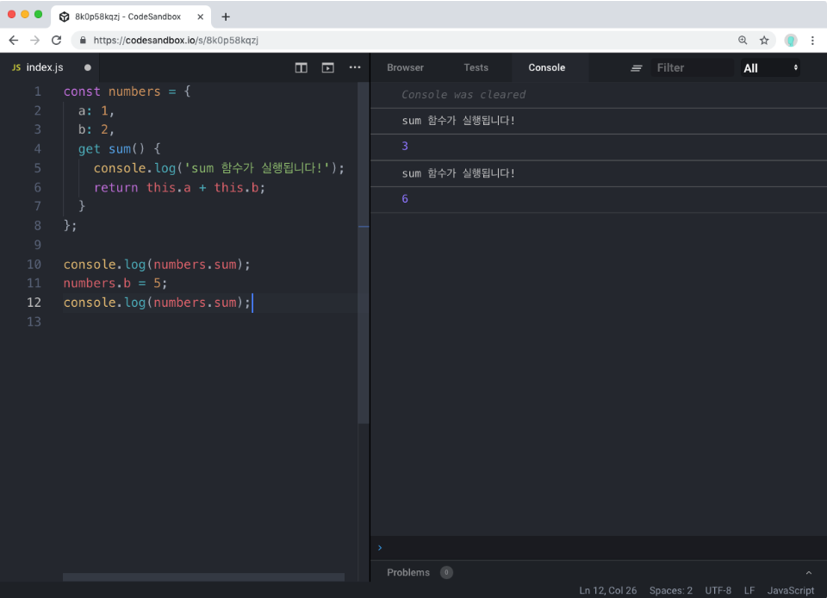 8k0p58kqzj - CodeSandbox
https://codesandbox.io/s/8k0p58kqzj
JS index.js
Browser Tests Console Filter All
1 const numbers = {
2 a: 1,
3 b: 2,
4 get sum() {
5 console.log('sum 함수가 실행됩니다!');
6 return this.a + this.b;
7 }
8 };
9
10 console.log(numbers.sum);
11 numbers.b = 5;
12 console.log(numbers.sum);
13
Console was cleared
sum 함수가 실행됩니다!
3
sum 함수가 실행됩니다!
6
Problems 0
Ln 12, Col 26 Spaces: 2 UTF-8 LF JavaScript